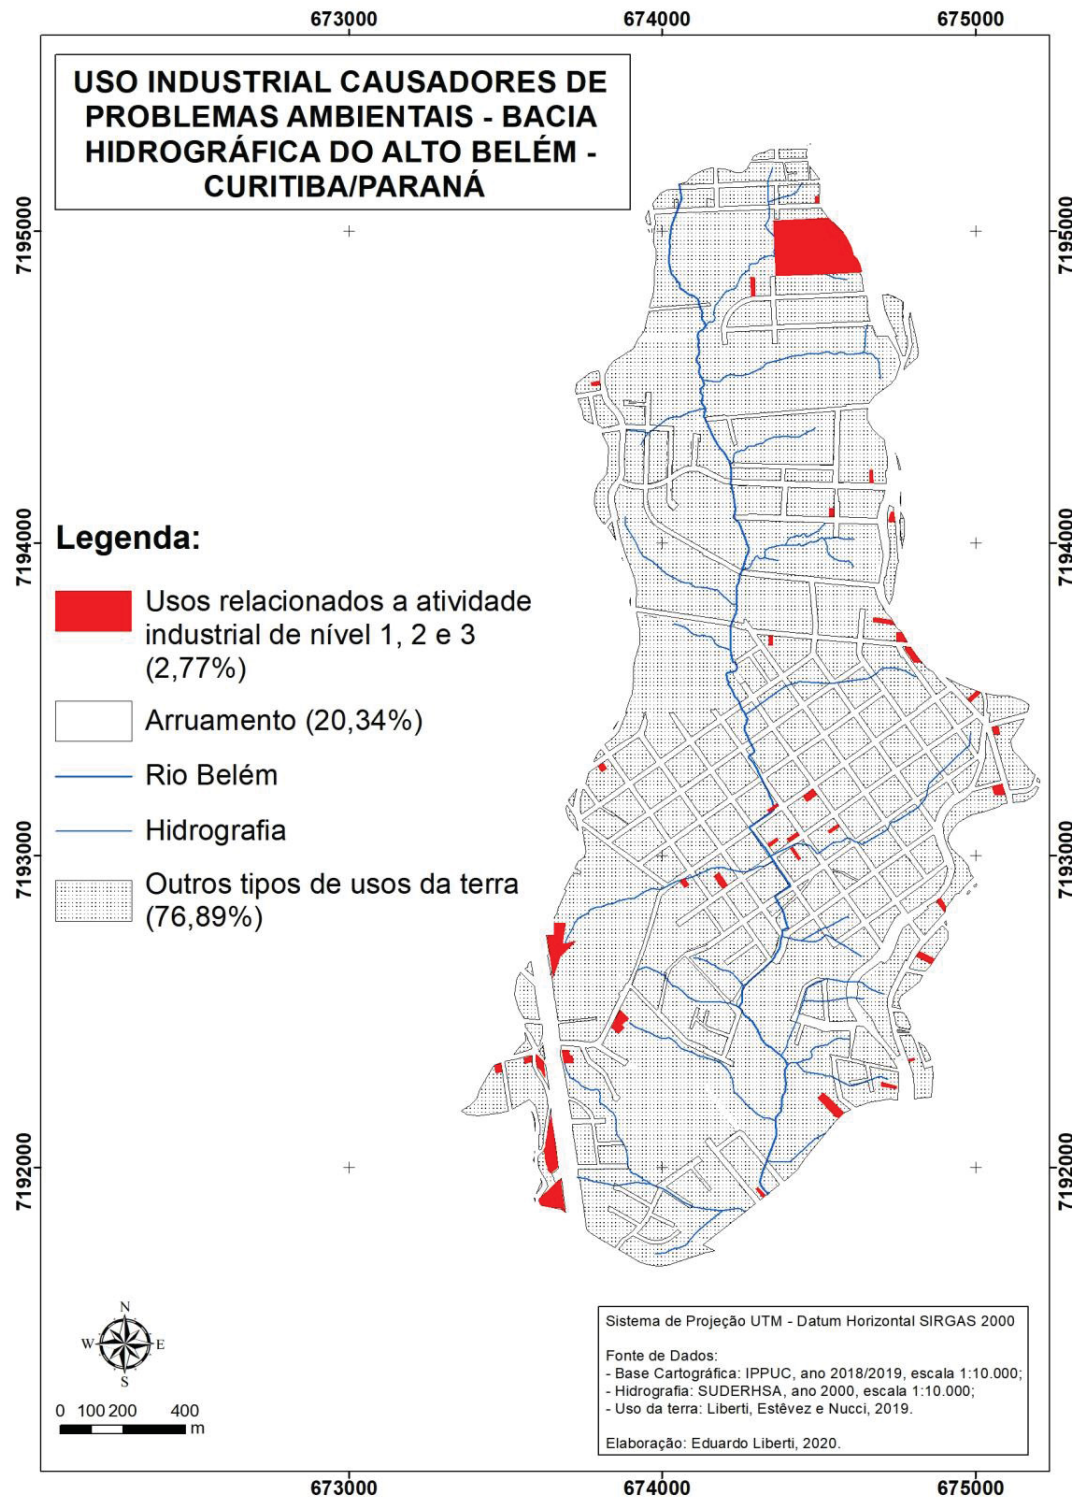 673000 674000 675000
USO INDUSTRIAL CAUSADORES DE
PROBLEMAS AMBIENTAIS - BACIA
HIDROGRÁFICA DO ALTO BELÉM -
CURITIBA/PARANÁ
7195000 7195000
7194000 7194000
Legenda:
Usos relacionados a atividade
industrial de nível 1, 2 e 3
(2,77%)
Arruamento (20,34%)
Rio Belém
Hidrografia
7193000 7193000
Outros tipos de usos da terra
(76,89%)
7192000 7192000
N
W E
S
0 100 200 400
m
Sistema de Projeção UTM - Datum Horizontal SIRGAS 2000
Fonte de Dados:
- Base Cartográfica: IPPUC, ano 2018/2019, escala 1:10.000;
- Hidrografia: SUDERHSA, ano 2000, escala 1:10.000;
- Uso da terra: Liberti, Estêvez e Nucci, 2019.
Elaboração: Eduardo Liberti, 2020.
673000 674000 675000